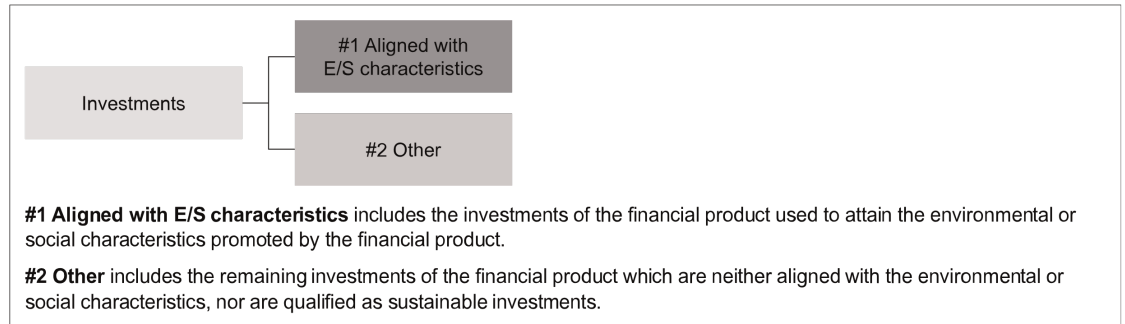 #1 Aligned with
E/S characteristics
Investments
#2 Other
#1 Aligned with E/S characteristics includes the investments of the financial product used to attain the environmental or
social characteristics promoted by the financial product.
#2 Other includes the remaining investments of the financial product which are neither aligned with the environmental or
social characteristics, nor are qualified as sustainable investments.